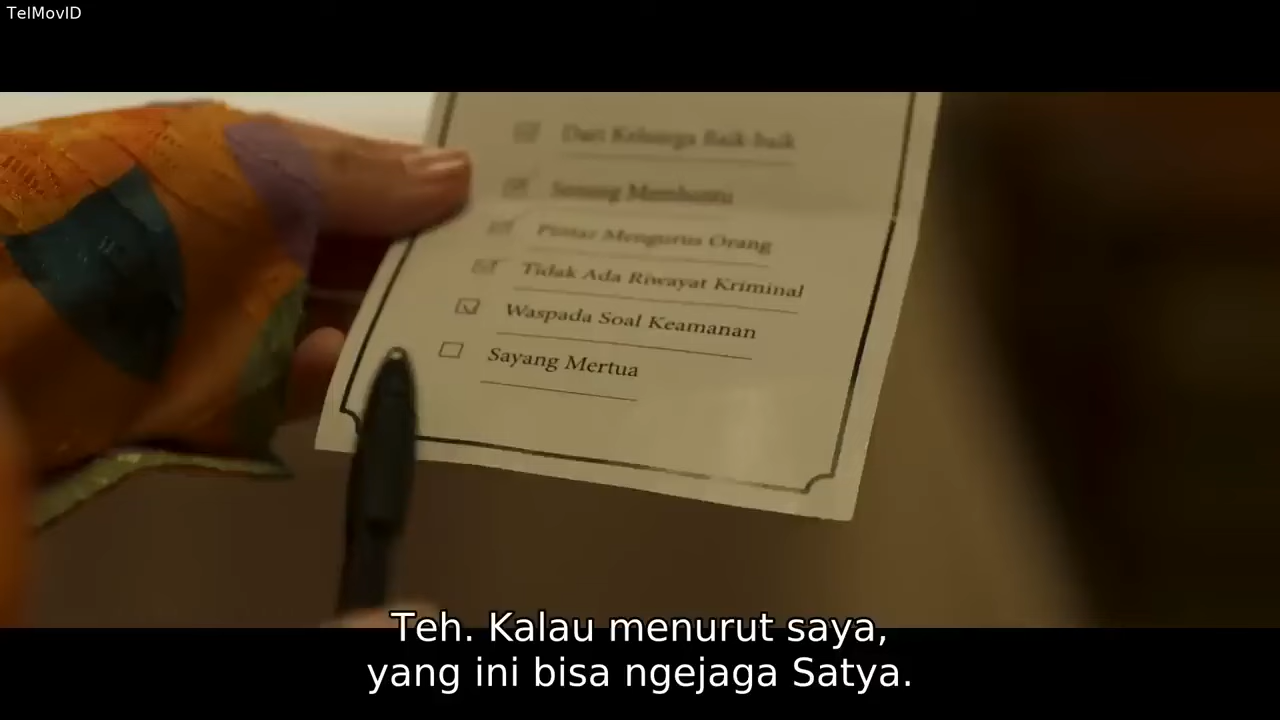 TelMovID
Dari Keluarga Baik-baik
Senang Membantu
Pintar Mengurus Orang
Tidak Ada Riwayat Kriminal
Waspada Soal Keamanan
Sayang Mertua
Teh. Kalau menurut saya,
yang ini bisa ngejaga Satya.